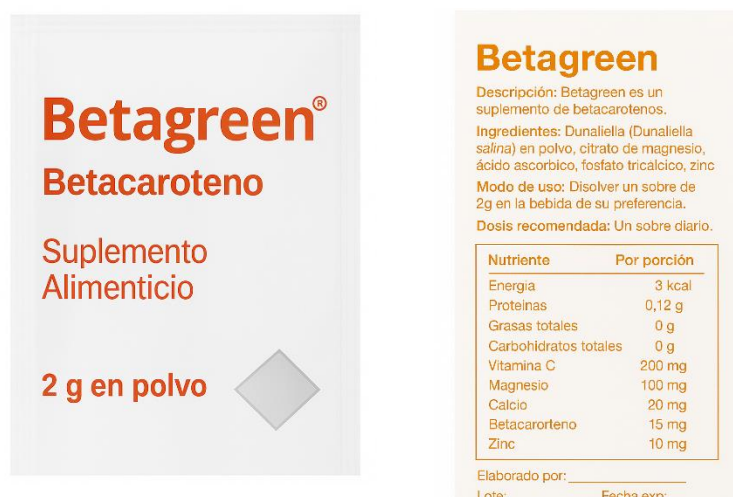 Betagreen®
Betacaroteno
Suplemento
Alimenticio
2 g en polvo
Betagreen
Descripción: Betagreen es un
suplemento de betacarotenos.
Ingredientes: Dunaliella (Dunaliella
salina) en polvo, citrato de magnesio,
ácido ascorbico, fosfato tricalcico, zinc
Modo de uso: Disolver un sobre de
2g en la bebida de su preferencia.
Dosis recomendada: Un sobre diario.
Nutriente Por porción
Energia 3 kcal
Proteinas 0,12 g
Grasas totales 0 g
Carbohidratos totales 0 g
Vitamina C 200 mg
Magnesio 100 mg
Calcio 20 mg
Betacarorteno 15 mg
Zinc 10 mg
Elaborado por:
Lote: Fecha exp: